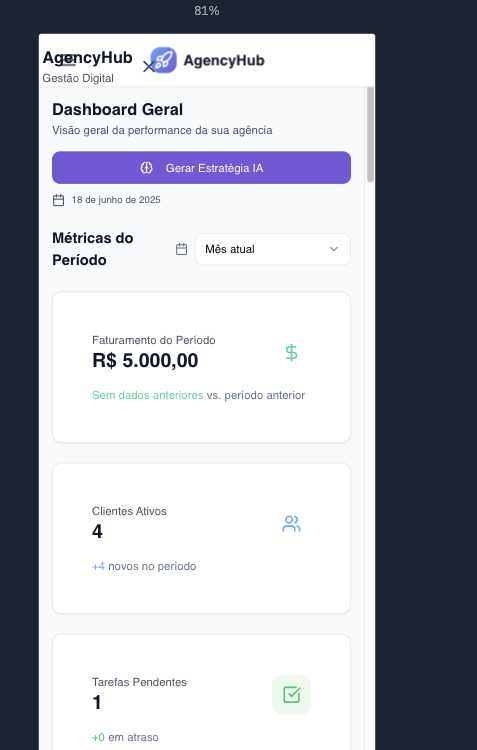 81%
AgencyHub
Gestão Digital
AgencyHub
Dashboard Geral
Visão geral da performance da sua agência
Gerar Estratégia IA
18 de junho de 2025
Métricas do
Período
Mês atual
Faturamento do Período
R$ 5.000,00
Sem dados anteriores vs. período anterior
Clientes Ativos
4
+4 novos no período
Tarefas Pendentes
1
+0 em atraso